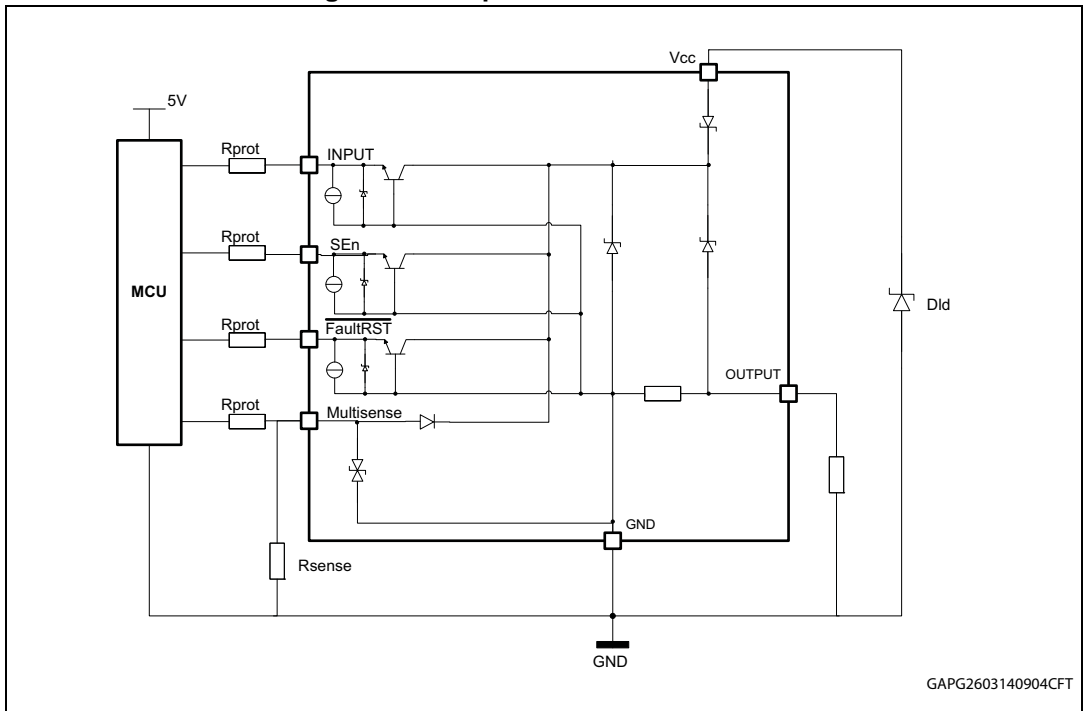 Vcc
5V
Rprot
INPUT
Rprot
SEn
MCU
Rprot
FaultRST
Dld
OUTPUT
Rprot
Multisense
GND
Rsense
GND
GAPG2603140904CFT